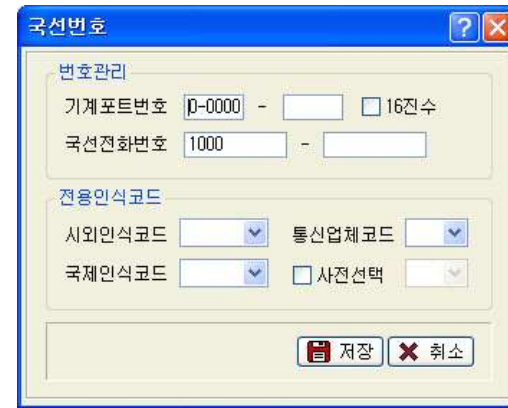 국선번호
번호관리
기계포트번호 0-0000 - 16진수
국선전화번호 1000 -
전용인식코드
시외인식코드 통신업체코드
국제인식코드 사전선택
저장 취소